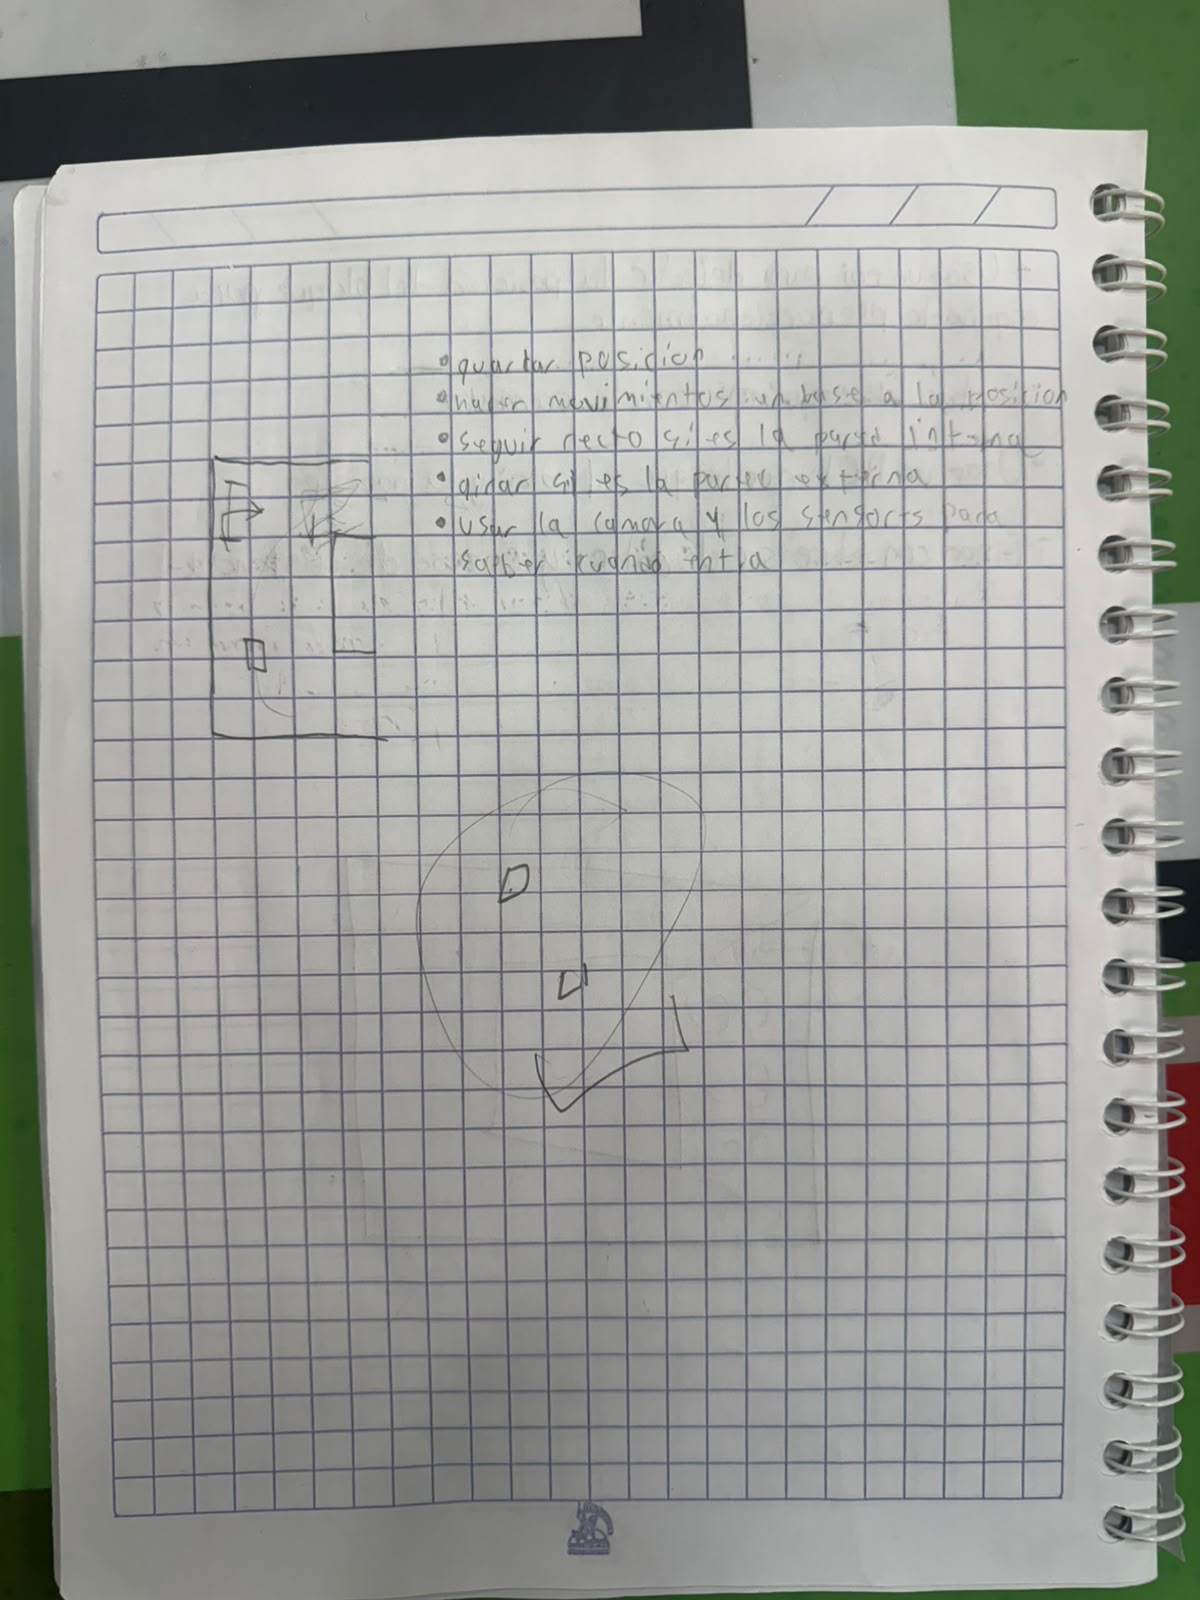 • guardar posicion
• hacer movimientos en base a la posicion
• seguir recto si es la pared interna
• girar si es la pared externa
• usar la camara y los sensores para
saber cuando entra